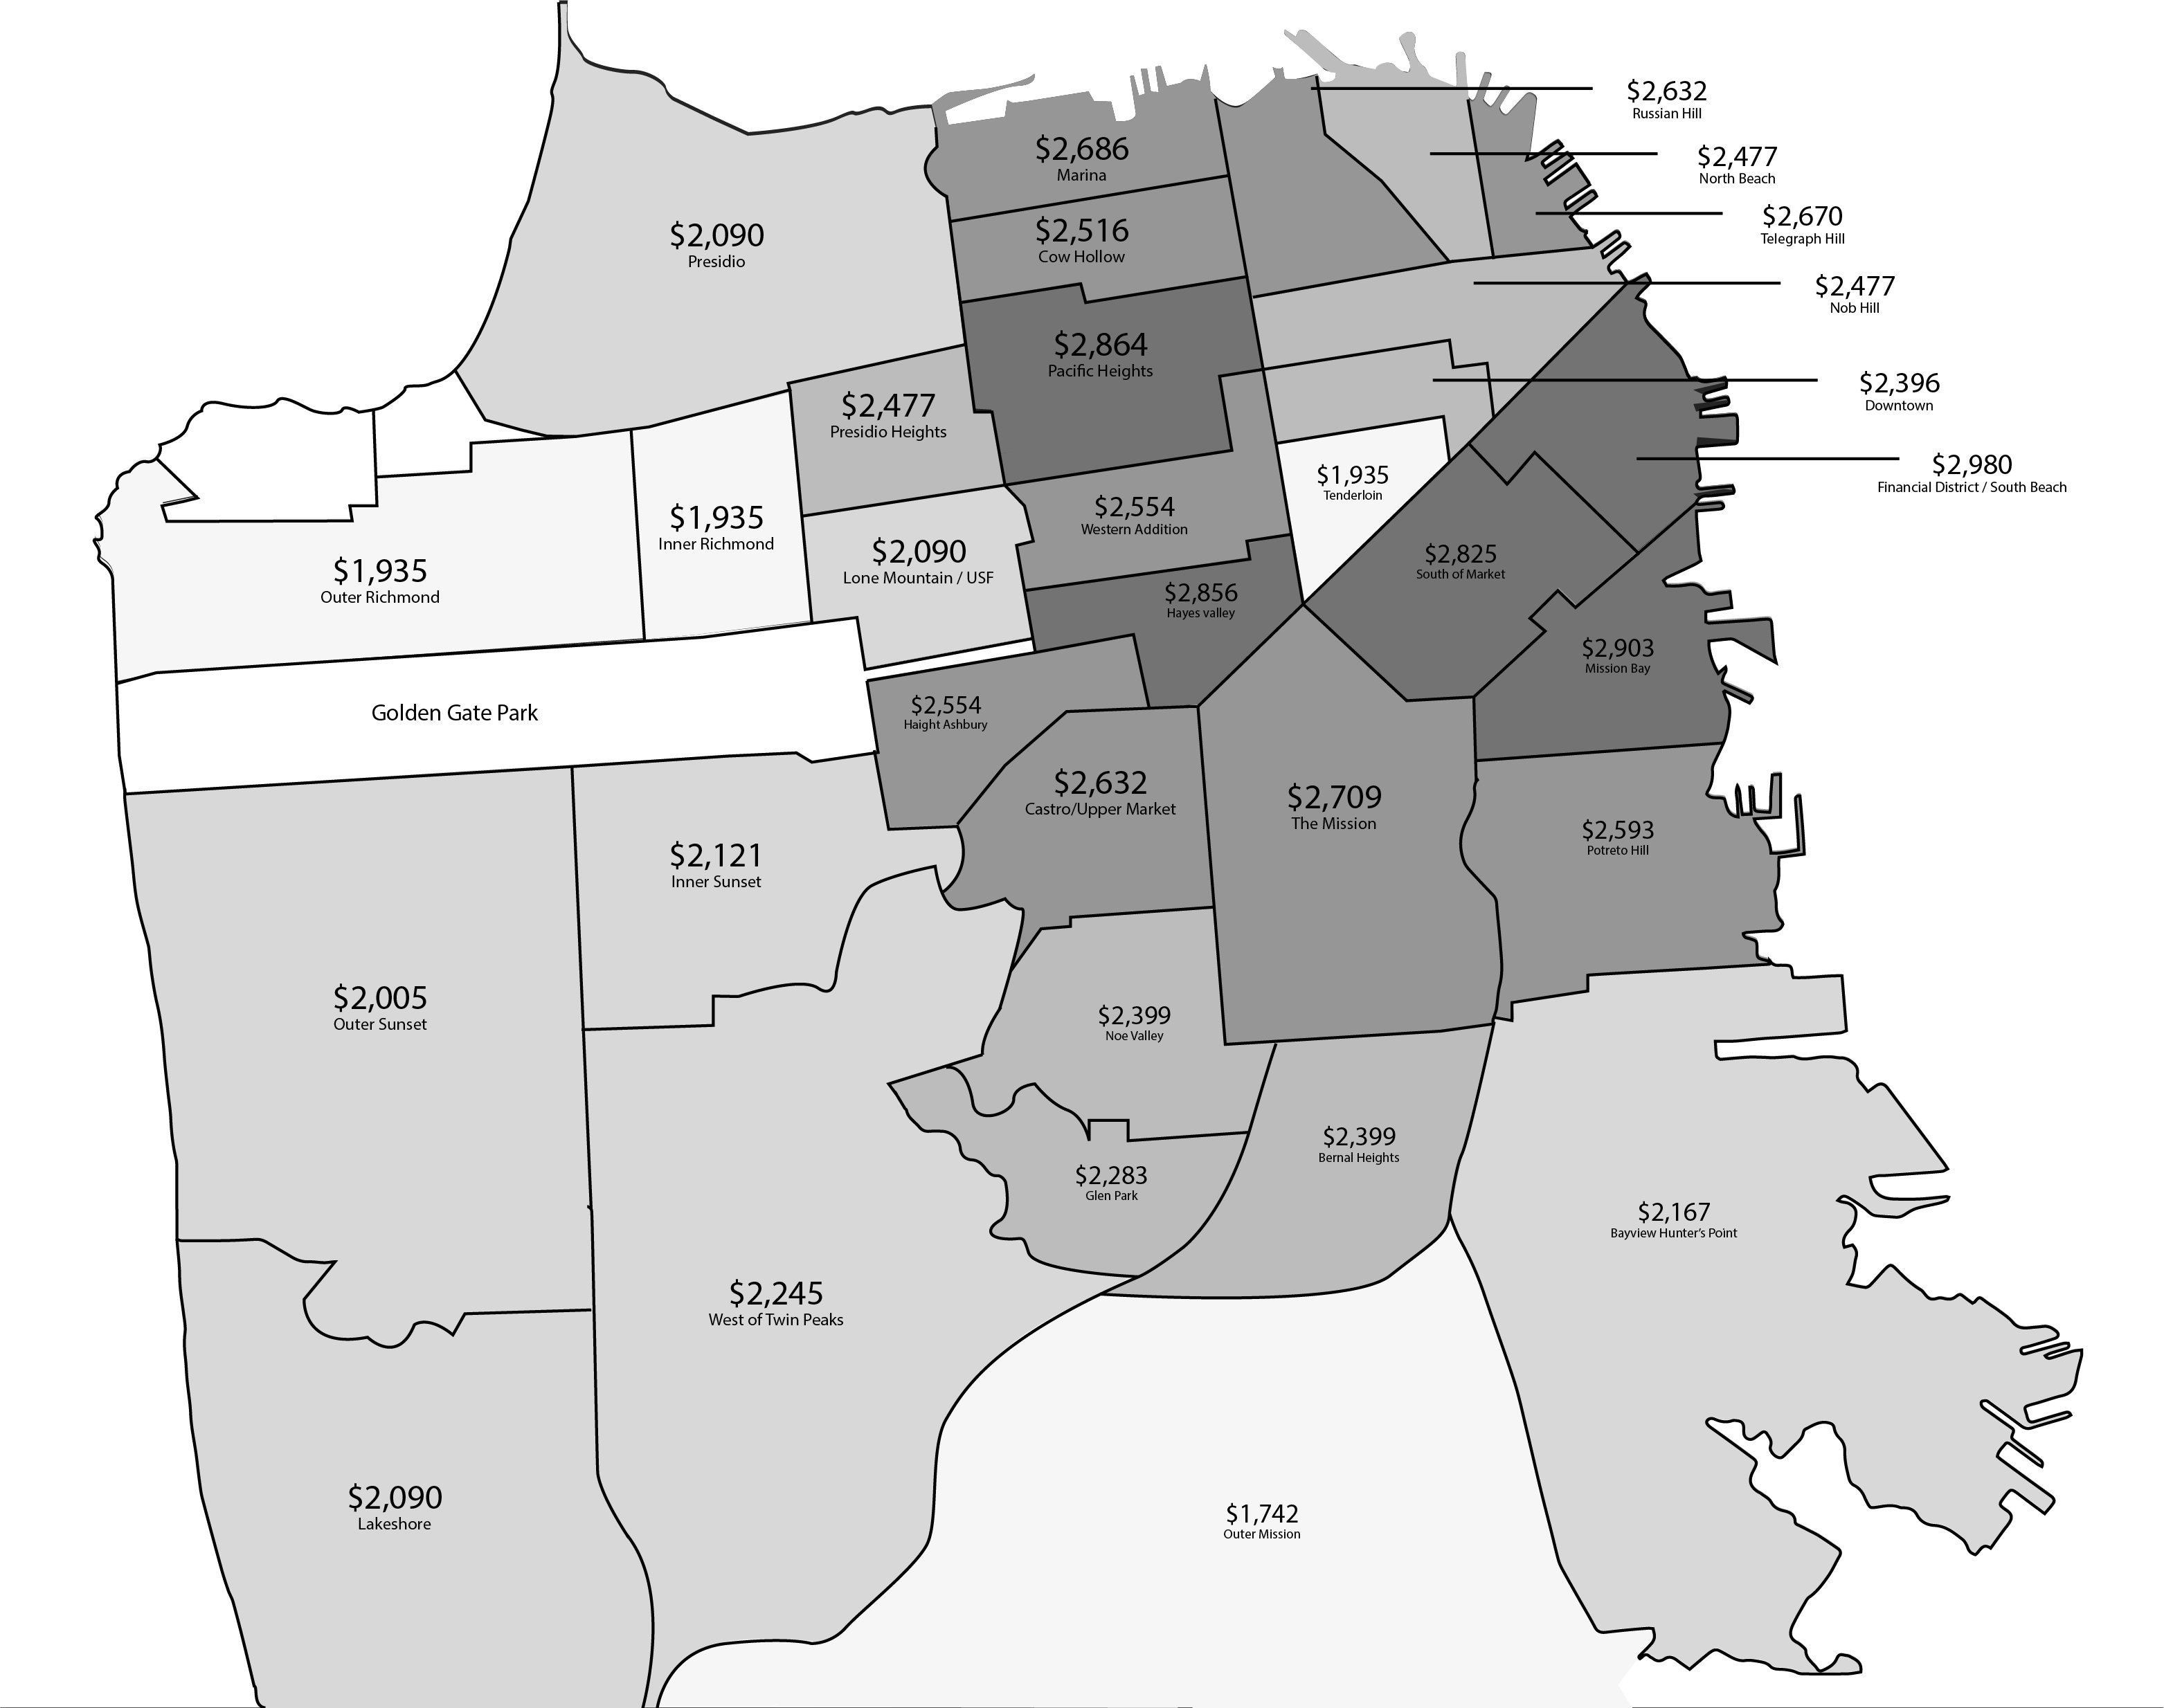 $2,632
Russian Hill
$2,477
North Beach
$2,670
Telegraph Hill
$2,477
Nob Hill
$2,396
Downtown
$2,980
Financial District / South Beach
$2,686
Marina
$2,516
Cow Hollow
$2,090
Presidio
$2,864
Pacific Heights
$2,477
Presidio Heights
$1,935
Tenderloin
$2,554
Western Addition
$1,935
Inner Richmond
$2,090
Lone Mountain / USF
$1,935
Outer Richmond
$2,825
South of Market
$2,856
Hayes valley
$2,903
Mission Bay
Golden Gate Park
$2,554
Haight Ashbury
$2,632
Castro/Upper Market
$2,709
The Mission
$2,593
Potreto Hill
$2,121
Inner Sunset
$2,005
Outer Sunset
$2,399
Noe Valley
$2,399
Bernal Heights
$2,283
Glen Park
$2,167
Bayview Hunter's Point
$2,245
West of Twin Peaks
$2,090
Lakeshore
$1,742
Outer Mission